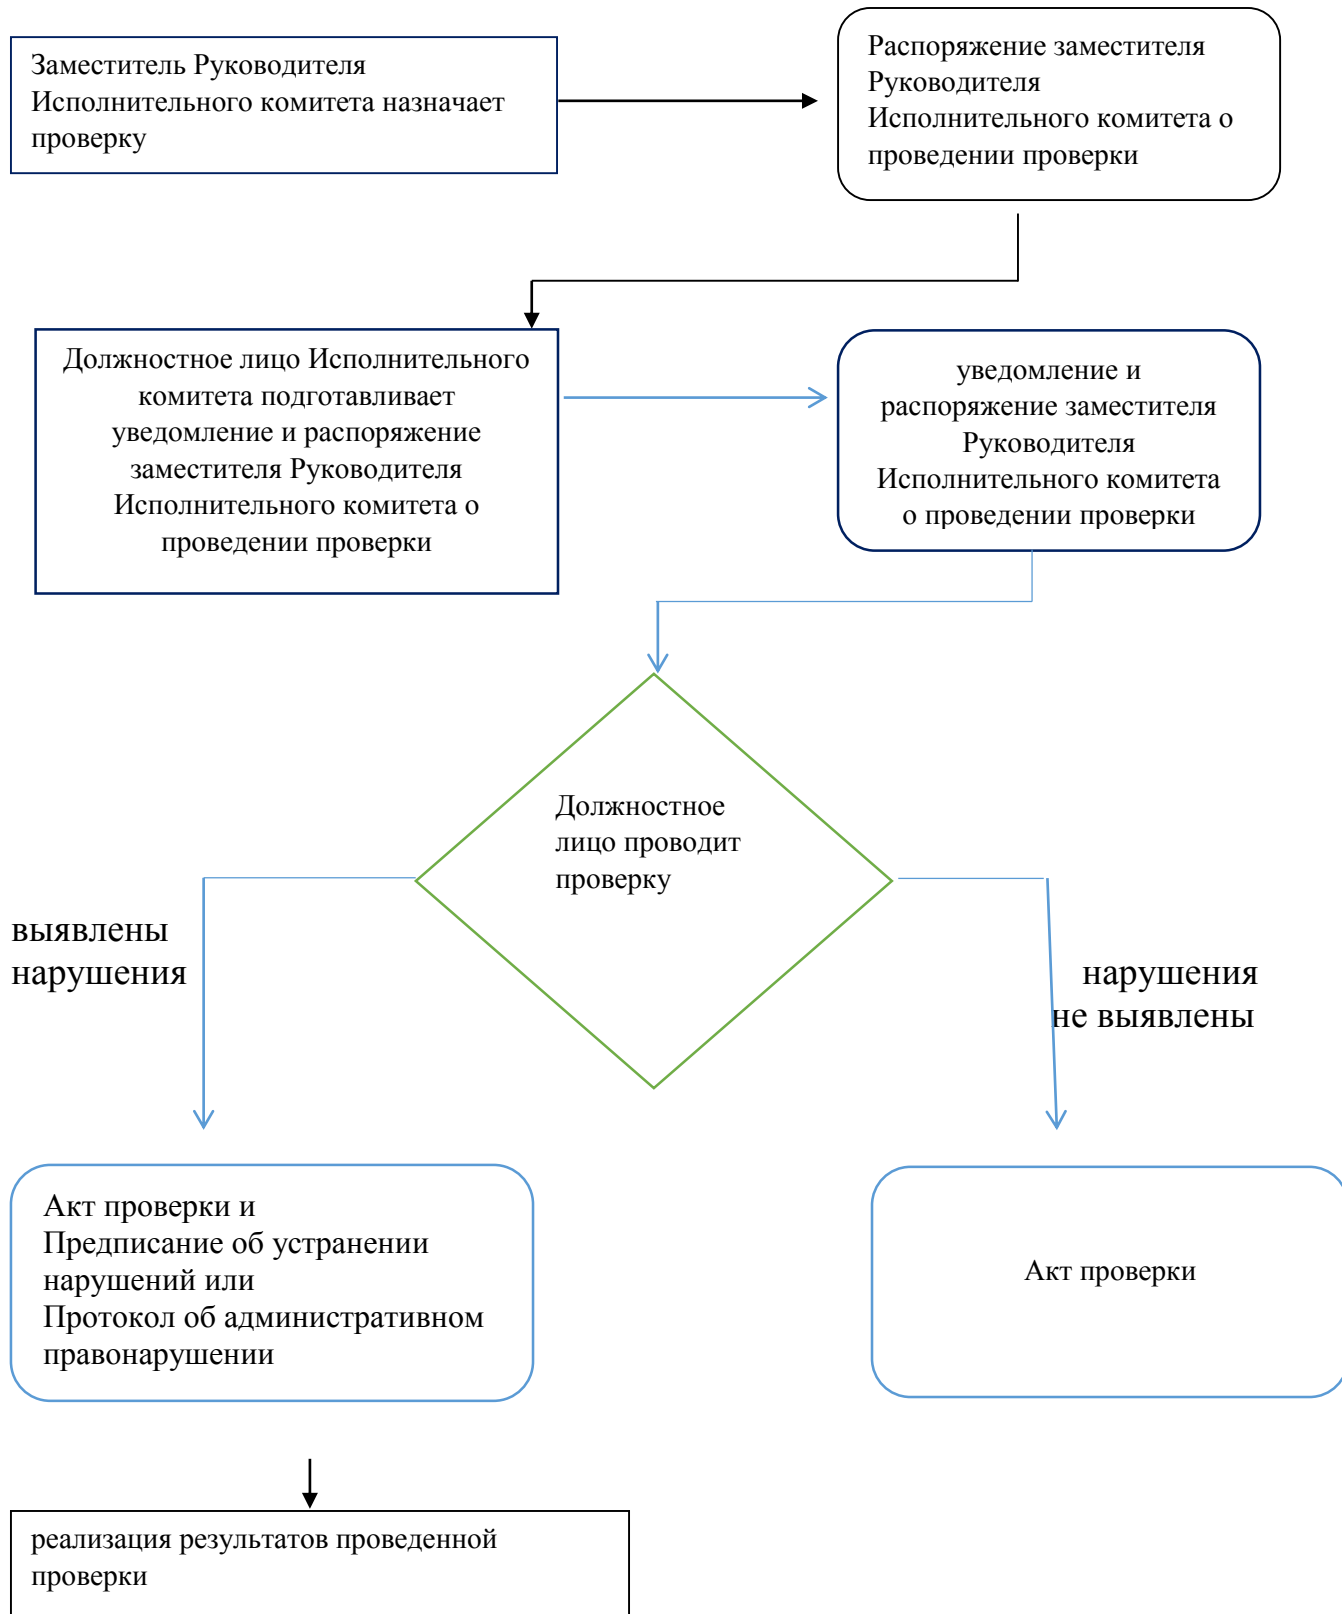 Заместитель Руководителя
Исполнительного комитета назначает
проверку
Распоряжение заместителя
Руководителя
Исполнительного комитета о
проведении проверки
Должностное лицо Исполнительного
комитета подготавливает
уведомление и распоряжение
заместителя Руководителя
Исполнительного комитета о
проведении проверки
уведомление и
распоряжение заместителя
Руководителя
Исполнительного комитета
о проведении проверки
Должностное
лицо проводит
проверку
выявлены
нарушения
нарушения
не выявлены
Акт проверки и
Предписание об устранении
нарушений или
Протокол об административном
правонарушении
Акт проверки
реализация результатов проведенной
проверки